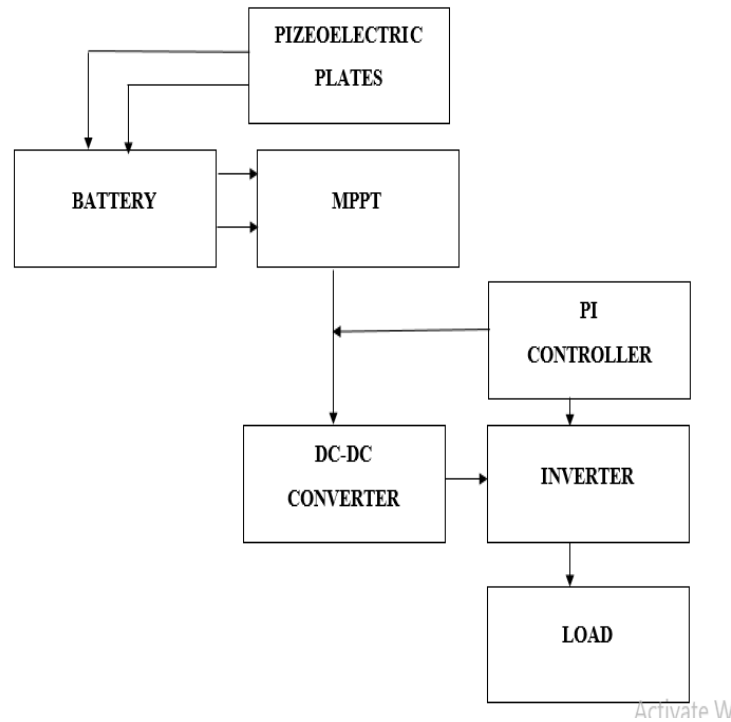 PIZEOELECTRIC
PLATES
BATTERY
MPPT
PI
CONTROLLER
DC-DC
CONVERTER
INVERTER
LOAD
Activate W